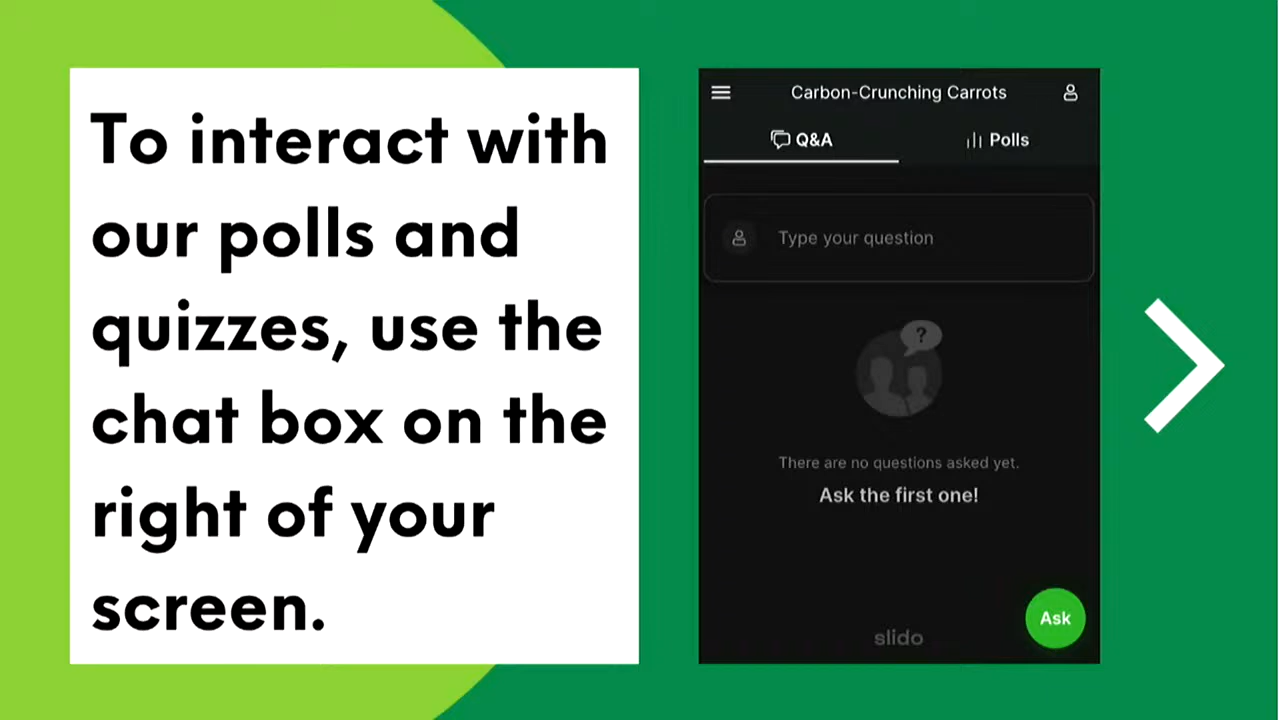 To interact with
our polls and
quizzes, use the
chat box on the
right of your
screen.
Carbon-Crunching Carrots
Q&A Polls
Type your question
?
There are no questions asked yet.
Ask the first one!
Ask
slido